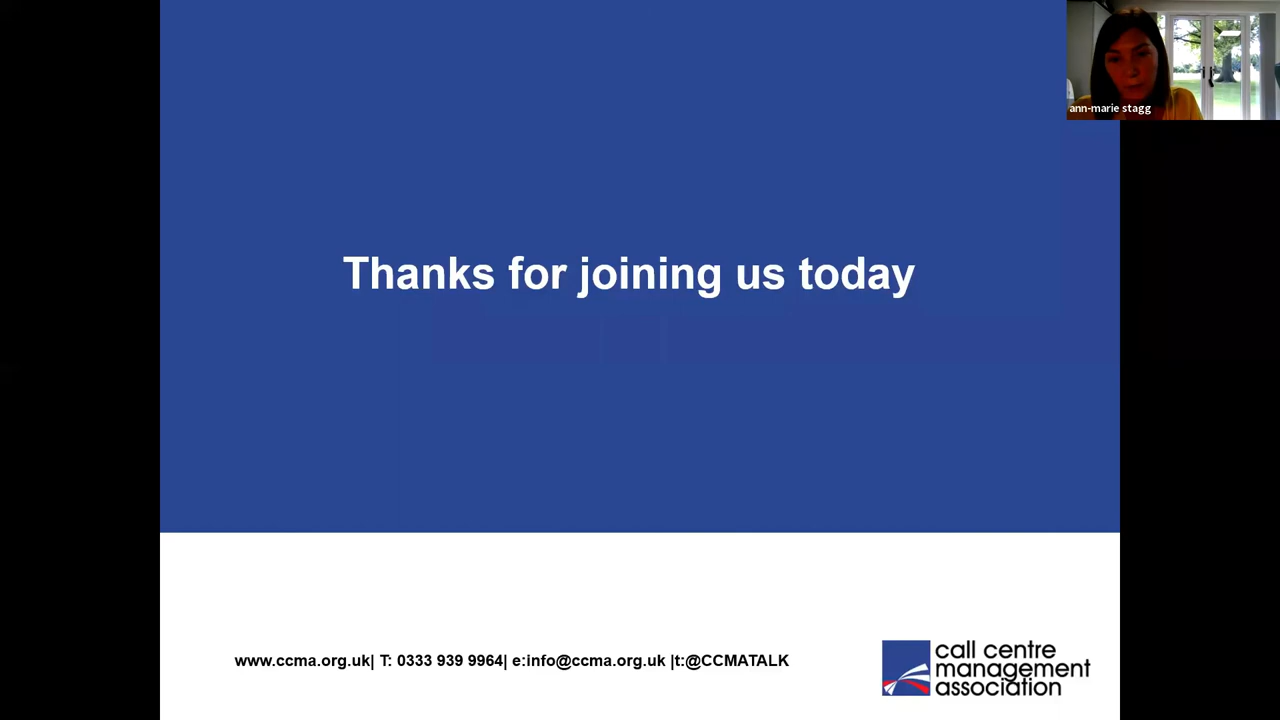 ann-marie stagg
Thanks for joining us today
www.ccma.org.uk| T: 0333 939 9964| e:info@ccma.org.uk |t:@CCMATALK
call centre
management
association